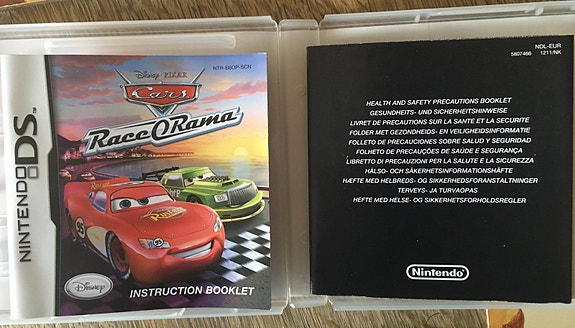 NINTENDO DS™
Disney PIXAR
NTR-B6OP-SCN
Cars
Race O Rama
95
Disney
INSTRUCTION BOOKLET
NDL-EUR
5807466 1211/NK
HEALTH AND SAFETY PRECAUTIONS BOOKLET
GESUNDHEITS- UND SICHERHEITSHINWEISE
LIVRET DE PRECAUTIONS SUR LA SANTE ET LA SECURITE
FOLDER MET GEZONDHEIDS- EN VEILIGHEIDSINFORMATIE
FOLLETO DE PRECAUCIONES SOBRE SALUD Y SEGURIDAD
FOLHETO DE PRECAUÇÕES DE SAÚDE E SEGURANÇA
LIBRETTO DI PRECAUZIONI PER LA SALUTE E LA SICUREZZA
HÄLSO- OCH SÄKERHETSINFORMATIONSHÄFTE
HÆFTE MED HELBREDS- OG SIKKERHEDSFORANSTALTNINGER
TERVEYS- JA TURVAOPAS
HEFTE MED HELSE- OG SIKKERHETSFORHOLDSREGLER
Nintendo